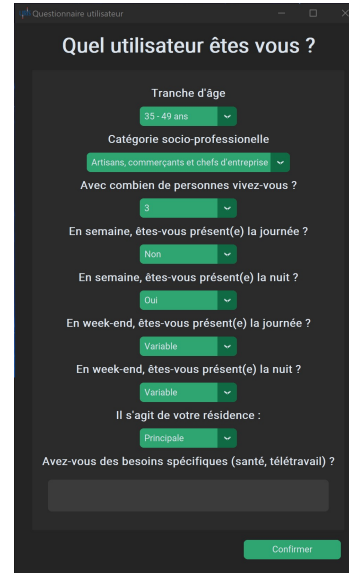 Questionnaire utilisateur
Quel utilisateur êtes vous ?
Tranche d'âge
35 - 49 ans
Catégorie socio-professionelle
Artisans, commerçants et chefs d'entreprise
Avec combien de personnes vivez-vous ?
3
En semaine, êtes-vous présent(e) la journée ?
Non
En semaine, êtes-vous présent(e) la nuit ?
Oui
En week-end, êtes-vous présent(e) la journée ?
Variable
En week-end, êtes-vous présent(e) la nuit ?
Variable
Il s'agit de votre résidence :
Principale
Avez-vous des besoins spécifiques (santé, télétravail) ?
Confirmer